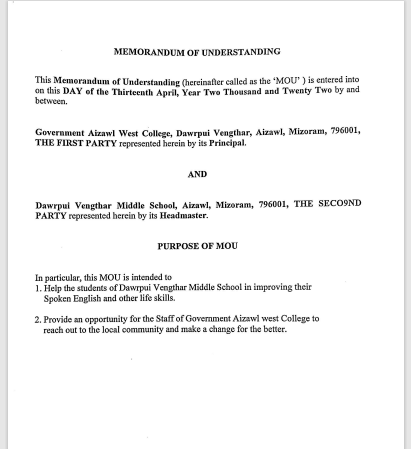 MEMORANDUM OF UNDERSTANDING
This Memorandum of Understanding (hereinafter called as the ‘MOU’ ) is entered into
on this DAY of the Thirteenth April, Year Two Thousand and Twenty Two by and
between.
Government Aizawl West College, Dawrpui Vengthar, Aizawl, Mizoram, 796001,
THE FIRST PARTY represented herein by its Principal.
AND
Dawrpui Vengthar Middle School, Aizawl, Mizoram, 796001, THE SECO9ND
PARTY represented herein by its Headmaster.
PURPOSE OF MOU
In particular, this MOU is intended to
1. Help the students of Dawrpui Vengthar Middle School in improving their
Spoken English and other life skills.
2. Provide an opportunity for the Staff of Government Aizawl west College to
reach out to the local community and make a change for the better.